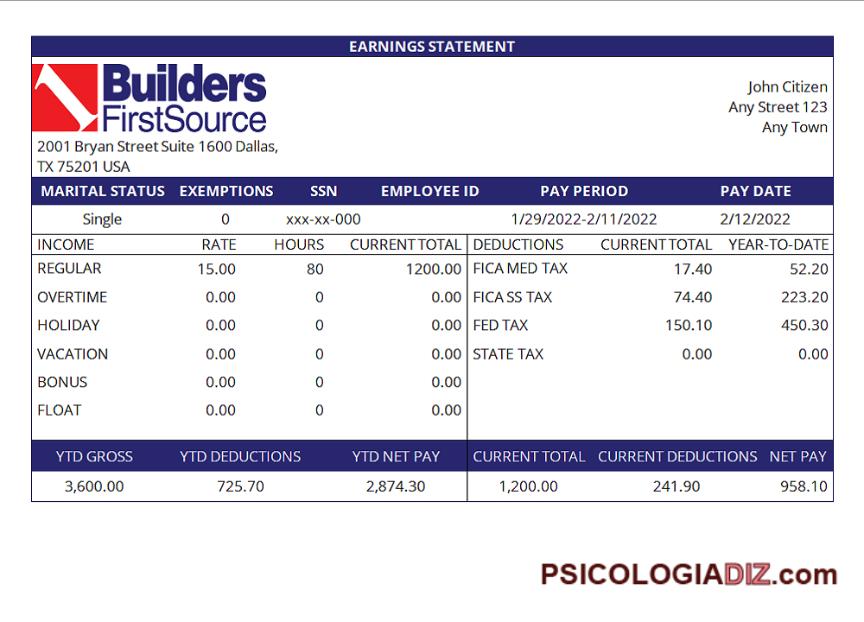 EARNINGS STATEMENT
Builders
FirstSource
2001 Bryan Street Suite 1600 Dallas,
TX 75201 USA
John Citizen
Any Street 123
Any Town
MARITAL STATUS EXEMPTIONS SSN EMPLOYEE ID PAY PERIOD PAY DATE
Single 0 xxx-xx-000 1/29/2022-2/11/2022 2/12/2022
INCOME RATE HOURS CURRENT TOTAL DEDUCTIONS CURRENT TOTAL YEAR-TO-DATE
REGULAR 15.00 80 1200.00 FICA MED TAX 17.40 52.20
OVERTIME 0.00 0 0.00 FICA SS TAX 74.40 223.20
HOLIDAY 0.00 0 0.00 FED TAX 150.10 450.30
VACATION 0.00 0 0.00 STATE TAX 0.00 0.00
BONUS 0.00 0 0.00
FLOAT 0.00 0 0.00
YTD GROSS YTD DEDUCTIONS YTD NET PAY CURRENT TOTAL CURRENT DEDUCTIONS NET PAY
3,600.00 725.70 2,874.30 1,200.00 241.90 958.10
PSICOLOGIADIZ.com